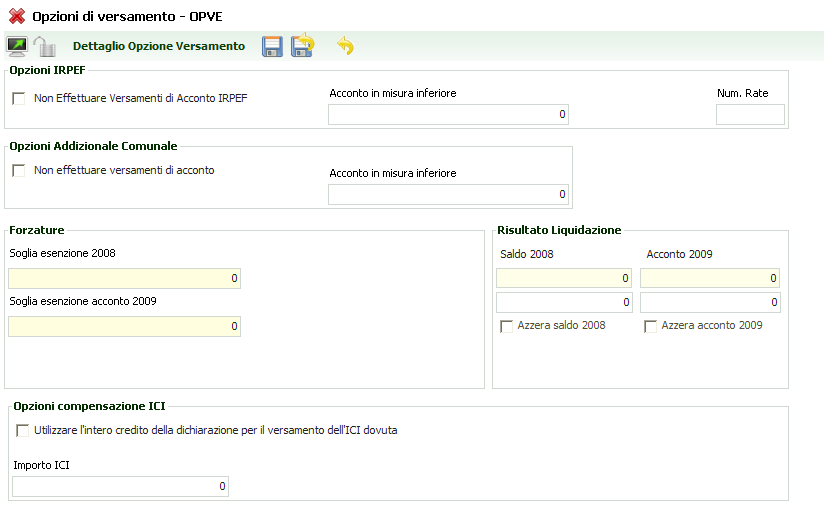 Opzioni di versamento - OPVE
Dettaglio Opzione Versamento
Opzioni IRPEF
Non Effettuare Versamenti di Acconto IRPEF
Acconto in misura inferiore
Num. Rate
0
Opzioni Addizionale Comunale
Non effettuare versamenti di acconto
Acconto in misura inferiore
0
Forzature
Soglia esenzione 2008
0
Soglia esenzione acconto 2009
0
Risultato Liquidazione
Saldo 2008 Acconto 2009
0 0
0 0
Azzera saldo 2008 Azzera acconto 2009
Opzioni compensazione ICI
Utilizzare l'intero credito della dichiarazione per il versamento dell'ICI dovuta
Importo ICI
0